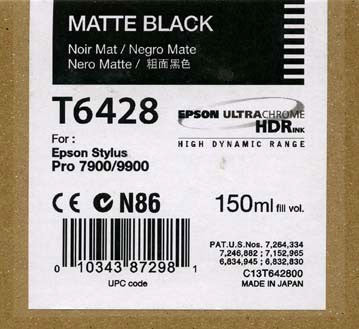 MATTE BLACK
Noir Mat / Negro Mate
Nero Matte / 粗面黑色
T6428
EPSON ULTRACHROME
HDR INK
HIGH DYNAMIC RANGE
For :
Epson Stylus
Pro 7900/9900
CE N86
150ml fill vol.
0 10343 87298 1
UPC code
PAT.U.S.Nos. 7,264,334
7,246,882 ; 7,152,965
6,834,945 ; 6,832,830
C13T642800
MADE IN JAPAN